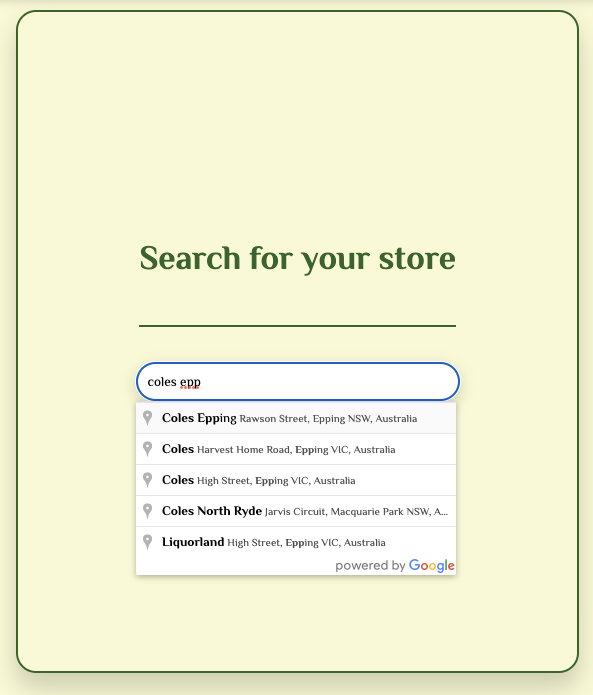 Search for your store
coles epp
Coles Epping Rawson Street, Epping NSW, Australia
Coles Harvest Home Road, Epping VIC, Australia
Coles High Street, Epping VIC, Australia
Coles North Ryde Jarvis Circuit, Macquarie Park NSW, A...
Liquorland High Street, Epping VIC, Australia
powered by Google